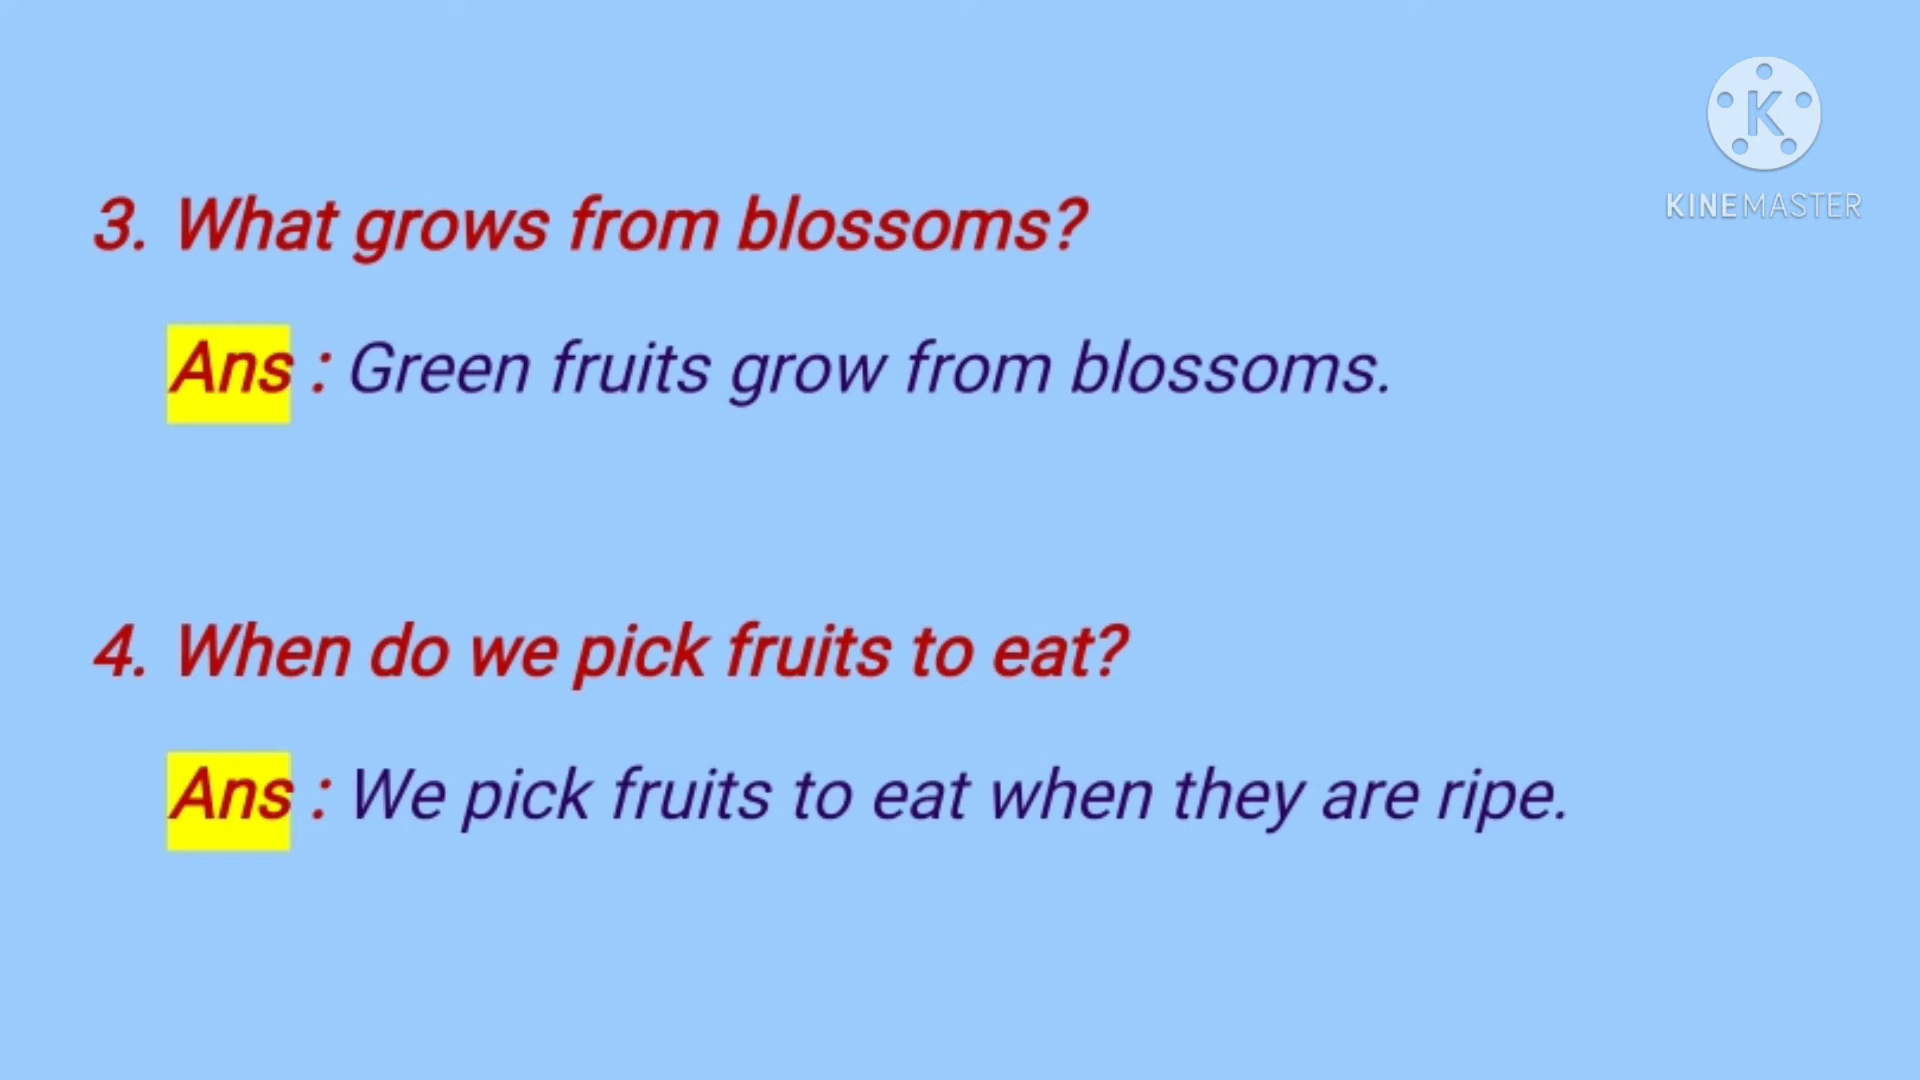 K
KINEMASTER
3. What grows from blossoms?
Ans : Green fruits grow from blossoms.
4. When do we pick fruits to eat?
Ans : We pick fruits to eat when they are ripe.